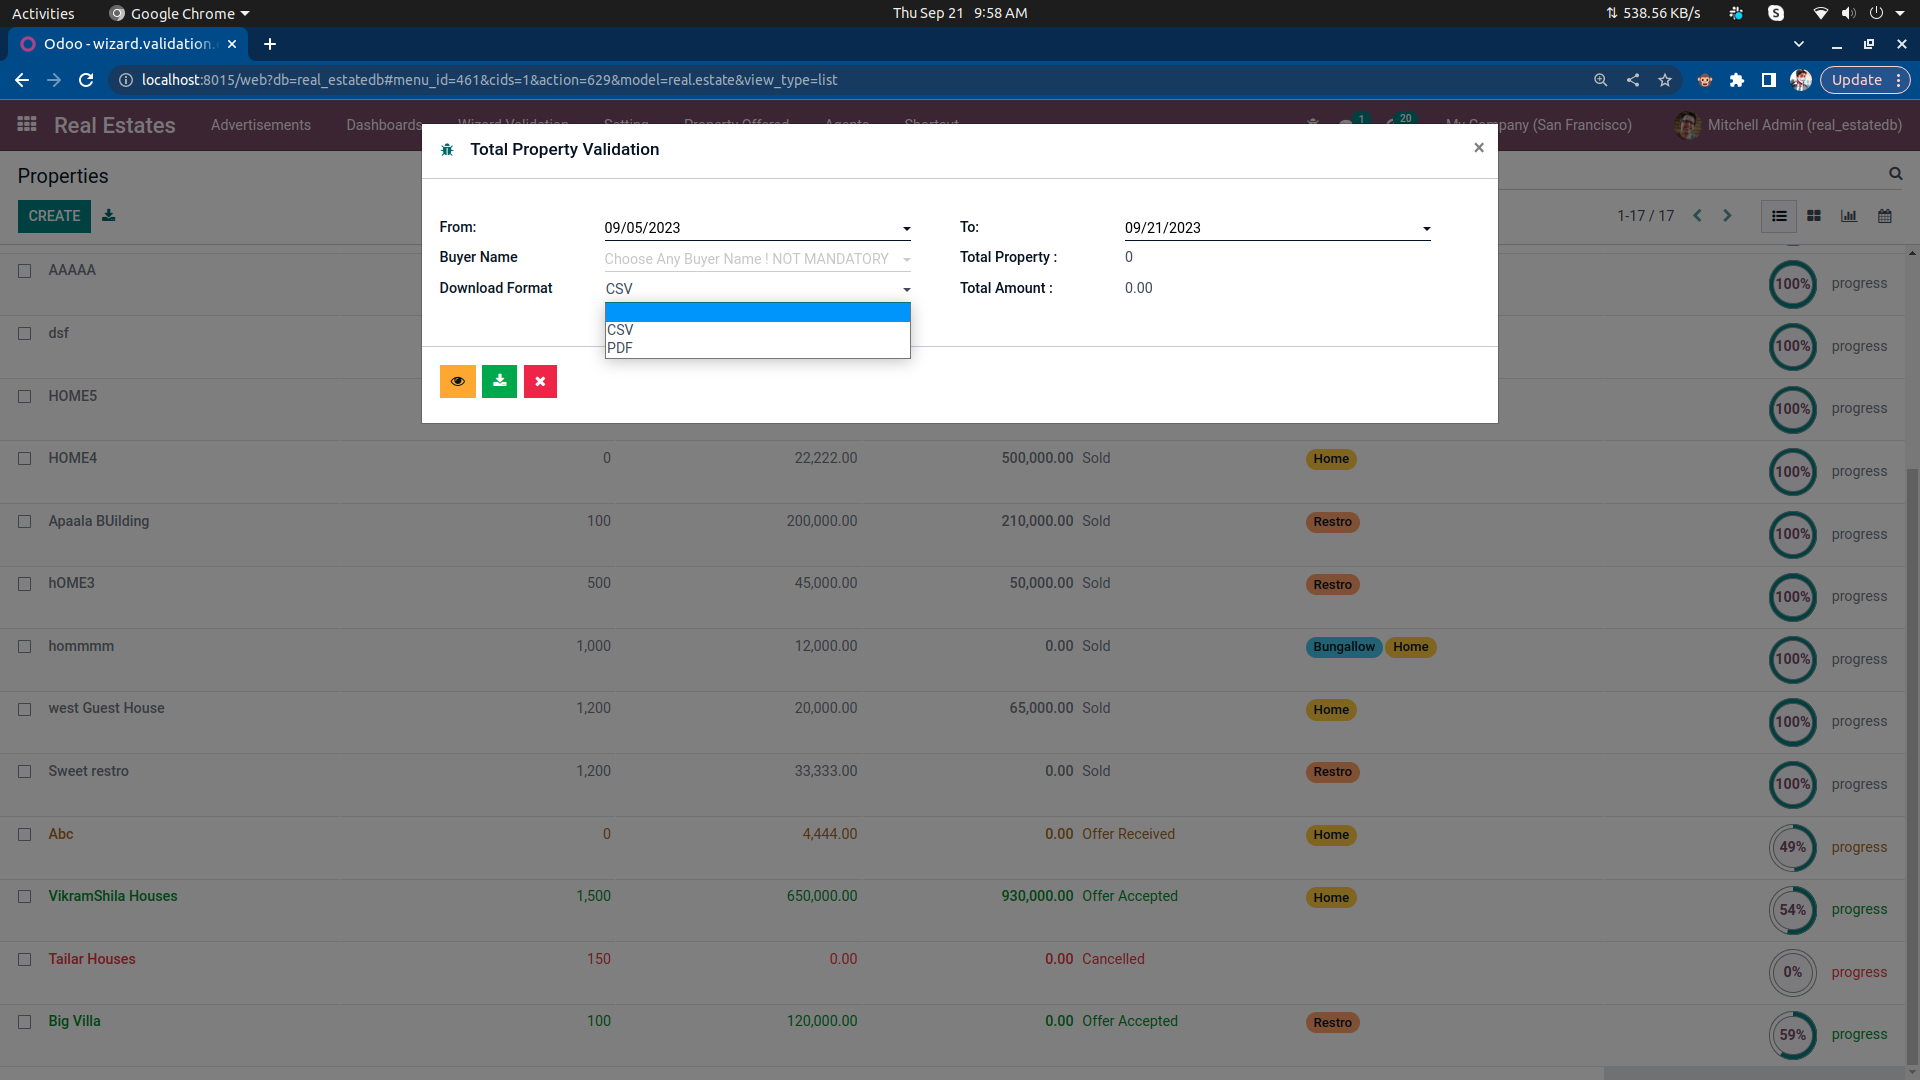 Activities Google Chrome Thu Sep 21 9:58 AM 538.56 KB/s
Odoo - wizard.validation.
localhost:8015/web?db=real_estatedb#menu_id=461&cids=1&action=629&model=real.estate&view_type=list Update
Real Estates Advertisements Dashboards Wizard Validation Setting Property Offered Agents Shortcut 1 20 My Company (San Francisco) Mitchell Admin (real_estatedb)
Total Property Validation
Properties
CREATE 1-17 / 17
From: 09/05/2023 To: 09/21/2023
Buyer Name Choose Any Buyer Name ! NOT MANDATORY Total Property : 0
Download Format CSV Total Amount : 0.00
CSV
PDF
AAAAA 100% progress
dsf 100% progress
HOME5 100% progress
HOME4 0 22,222.00 500,000.00 Sold Home 100% progress
Apaala BUilding 100 200,000.00 210,000.00 Sold Restro 100% progress
hOME3 500 45,000.00 50,000.00 Sold Restro 100% progress
hommmm 1,000 12,000.00 0.00 Sold Bungallow Home 100% progress
west Guest House 1,200 20,000.00 65,000.00 Sold Home 100% progress
Sweet restro 1,200 33,333.00 0.00 Sold Restro 100% progress
Abc 0 4,444.00 0.00 Offer Received Home 49% progress
VikramShila Houses 1,500 650,000.00 930,000.00 Offer Accepted Home 54% progress
Tailar Houses 150 0.00 0.00 Cancelled 0% progress
Big Villa 100 120,000.00 0.00 Offer Accepted Restro 59% progress